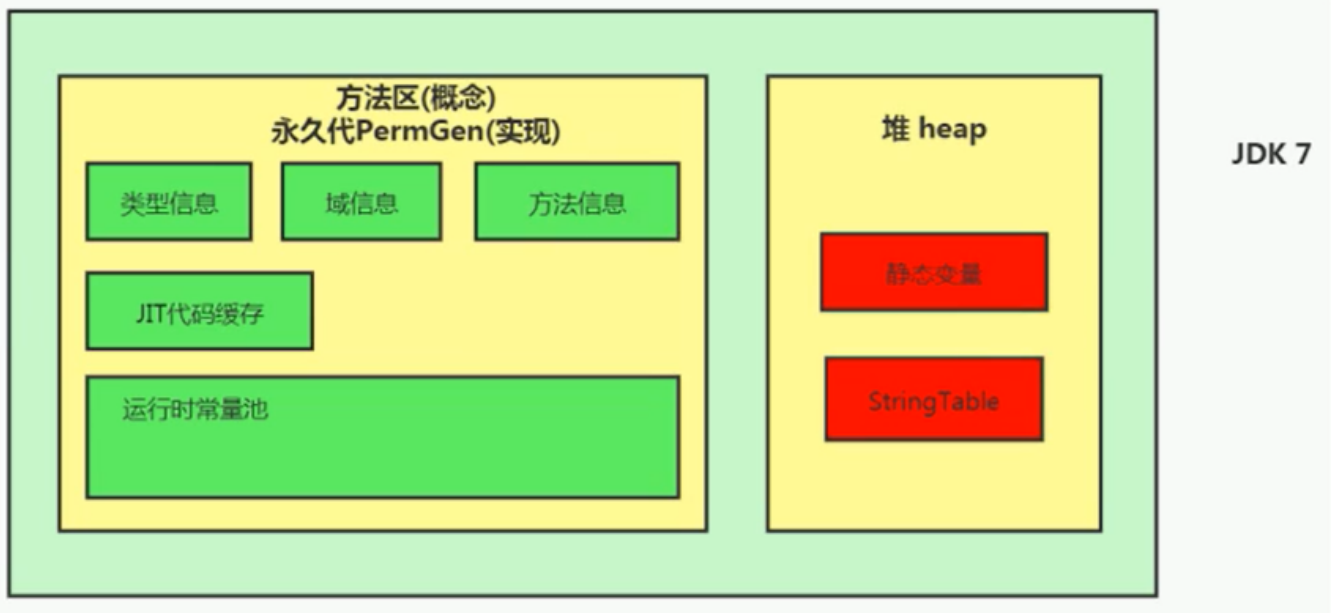 方法区(概念)
永久代PermGen(实现)
类型信息
域信息
方法信息
JIT代码缓存
运行时常量池
堆 heap
静态变量
StringTable
JDK 7